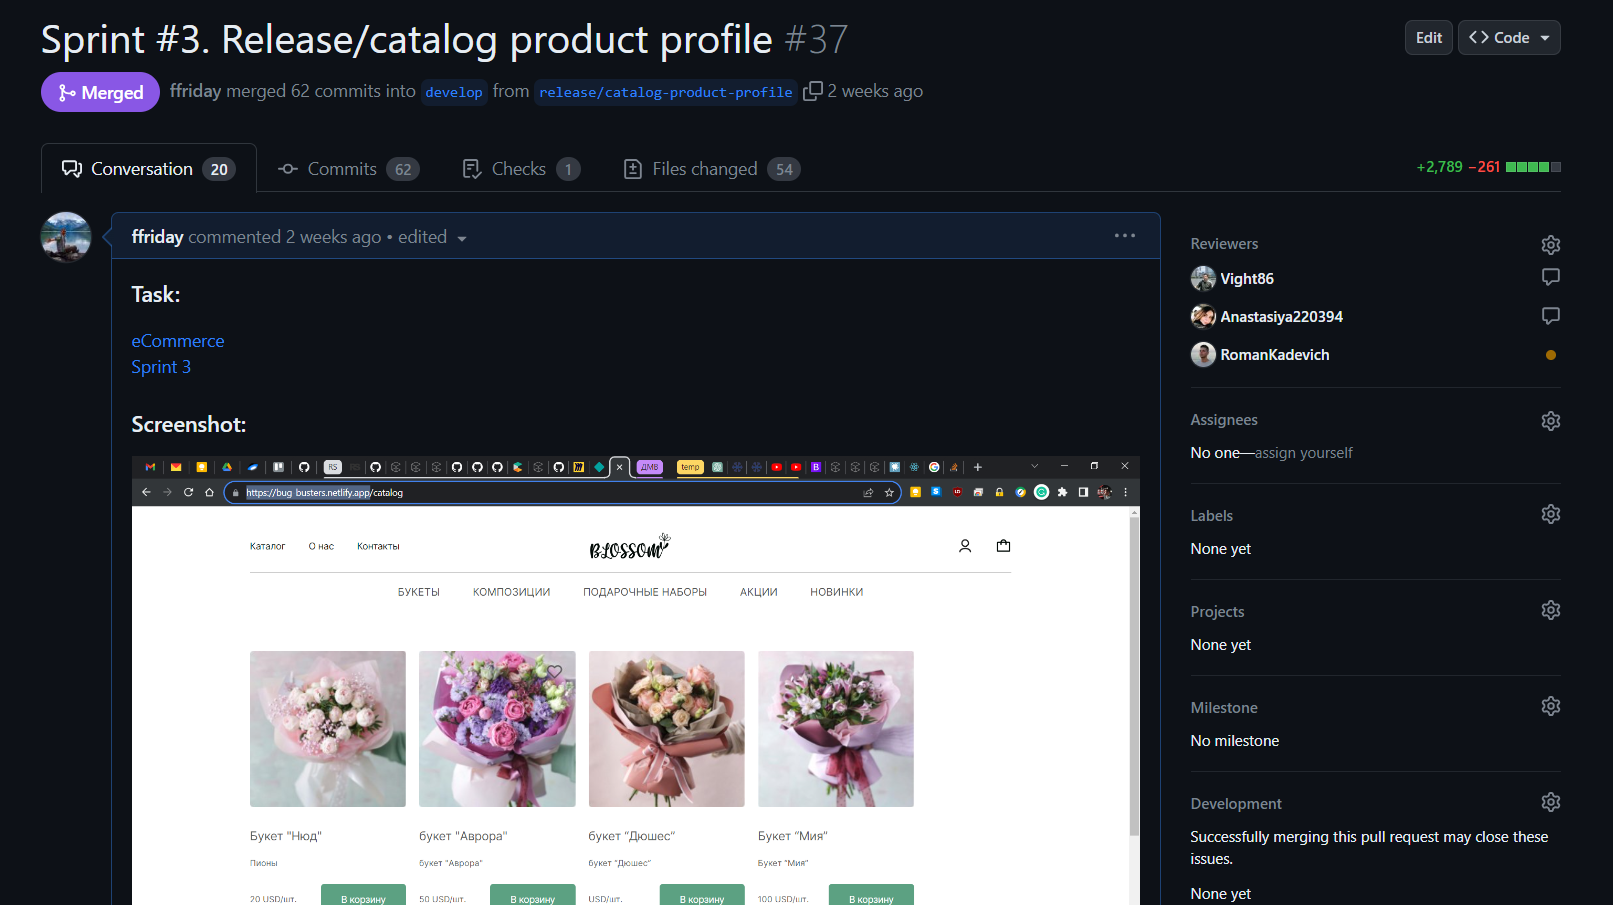 Sprint #3. Release/catalog product profile #37
Edit
Code
Merged
ffriday merged 62 commits into develop from release/catalog-product-profile 2 weeks ago
Conversation 20
Commits 62
Checks 1
Files changed 54
+2,789 −261
ffriday commented 2 weeks ago • edited
Task:
eCommerce
Sprint 3
Screenshot:
RS
RS
ДМВ
temp
https://bug-busters.netlify.app/catalog
Каталог
О нас
Контакты
BLOSSOM
БУКЕТЫ
КОМПОЗИЦИИ
ПОДАРОЧНЫЕ НАБОРЫ
АКЦИИ
НОВИНКИ
Букет "Нюд"
букет "Аврора"
букет "Дюшес"
Букет "Мия"
Пионы
букет "Аврора"
букет "Дюшес"
Букет "Мия"
20 USD/шт.
В корзину
50 USD/шт.
В корзину
USD/шт.
В корзину
100 USD/шт.
В корзину
Reviewers
Vight86
Anastasiya220394
RomanKadevich
Assignees
No one—assign yourself
Labels
None yet
Projects
None yet
Milestone
No milestone
Development
Successfully merging this pull request may close these
issues.
None yet